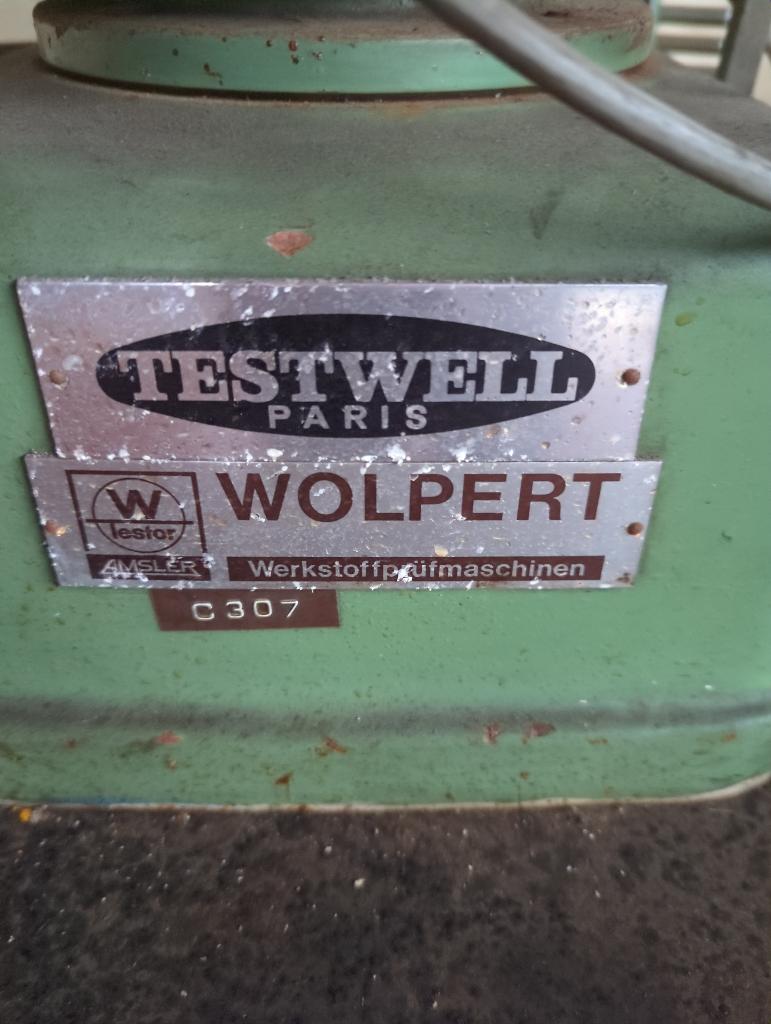 TESTWELL
PARIS
W
Testor
WOLPERT
AMSLER
Werkstoffprüfmaschinen
C307